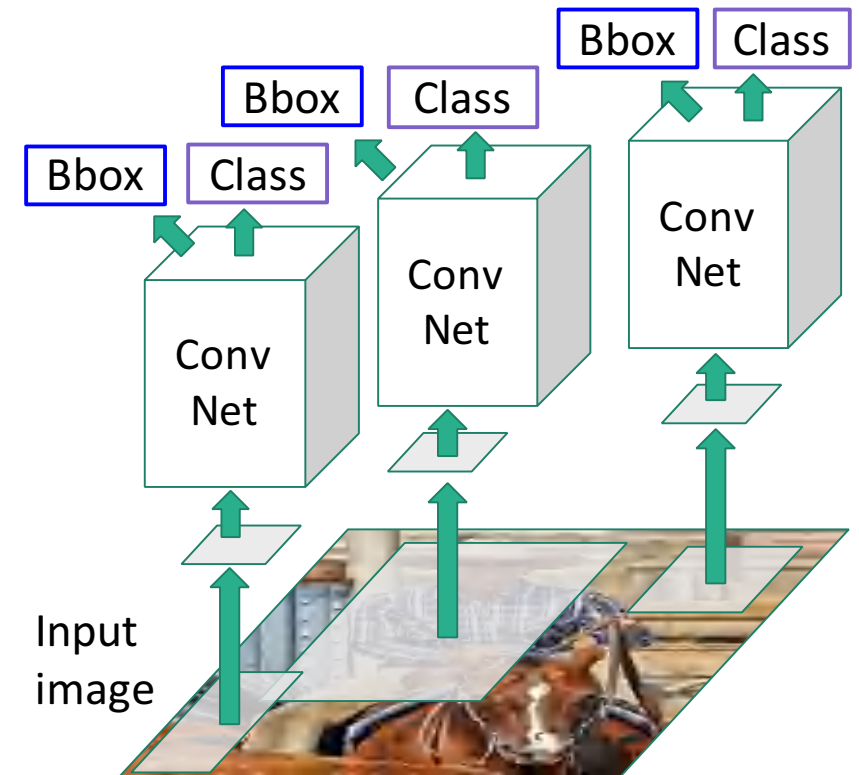 Bbox Class
Bbox Class
Bbox Class
Conv
Net
Conv
Net
Conv
Net
Input
image